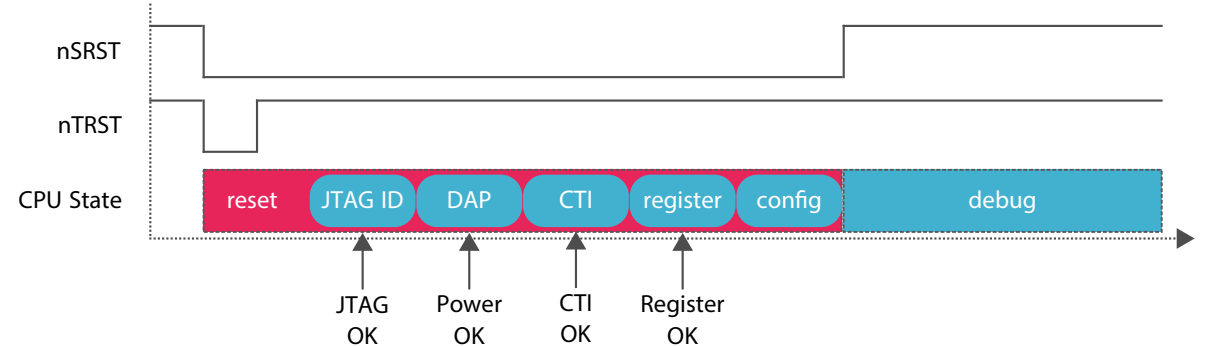 nSRST
nTRST
CPU State
reset
JTAG ID
DAP
CTI
register
config
debug
JTAG
OK
Power
OK
CTI
OK
Register
OK